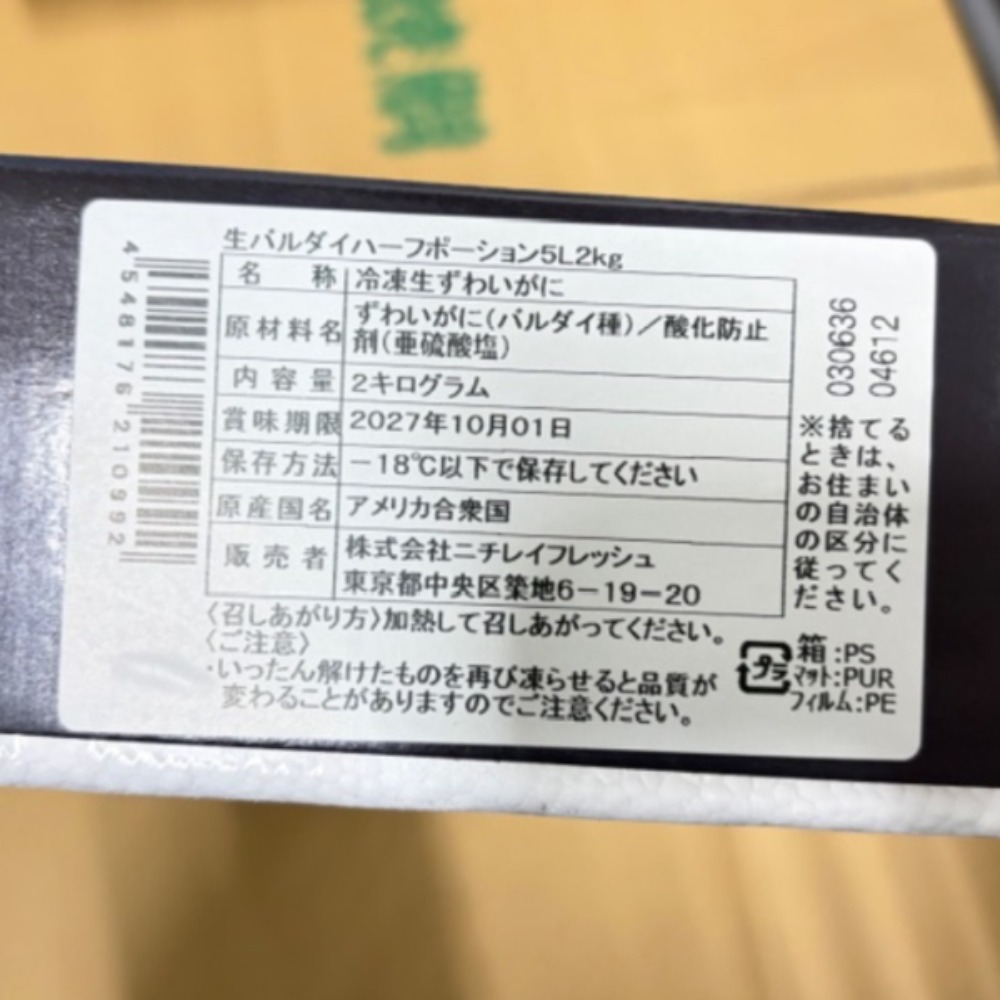 生バルダイハーフポーション5L2kg
名称 冷凍生ずわいがに
原材料名 ずわいがに(バルダイ種)/酸化防止
剤(亜硫酸塩)
内容量 2キログラム
賞味期限 2027年10月01日
保存方法 -18℃以下で保存してください
原産国名 アメリカ合衆国
販売者 株式会社ニチレイフレッシュ
東京都中央区築地6-19-20
〈召しあがり方〉加熱して召しあがってください。
〈ご注意〉
・いったん解けたものを再び凍らせると品質が
変わることがありますのでご注意ください。
4548176210992
030636
04612
※捨てる
ときは、
お住まい
の自治体
の区分に
従ってく
ださい。
プラ
箱:PS
マット:PUR
フィルム:PE